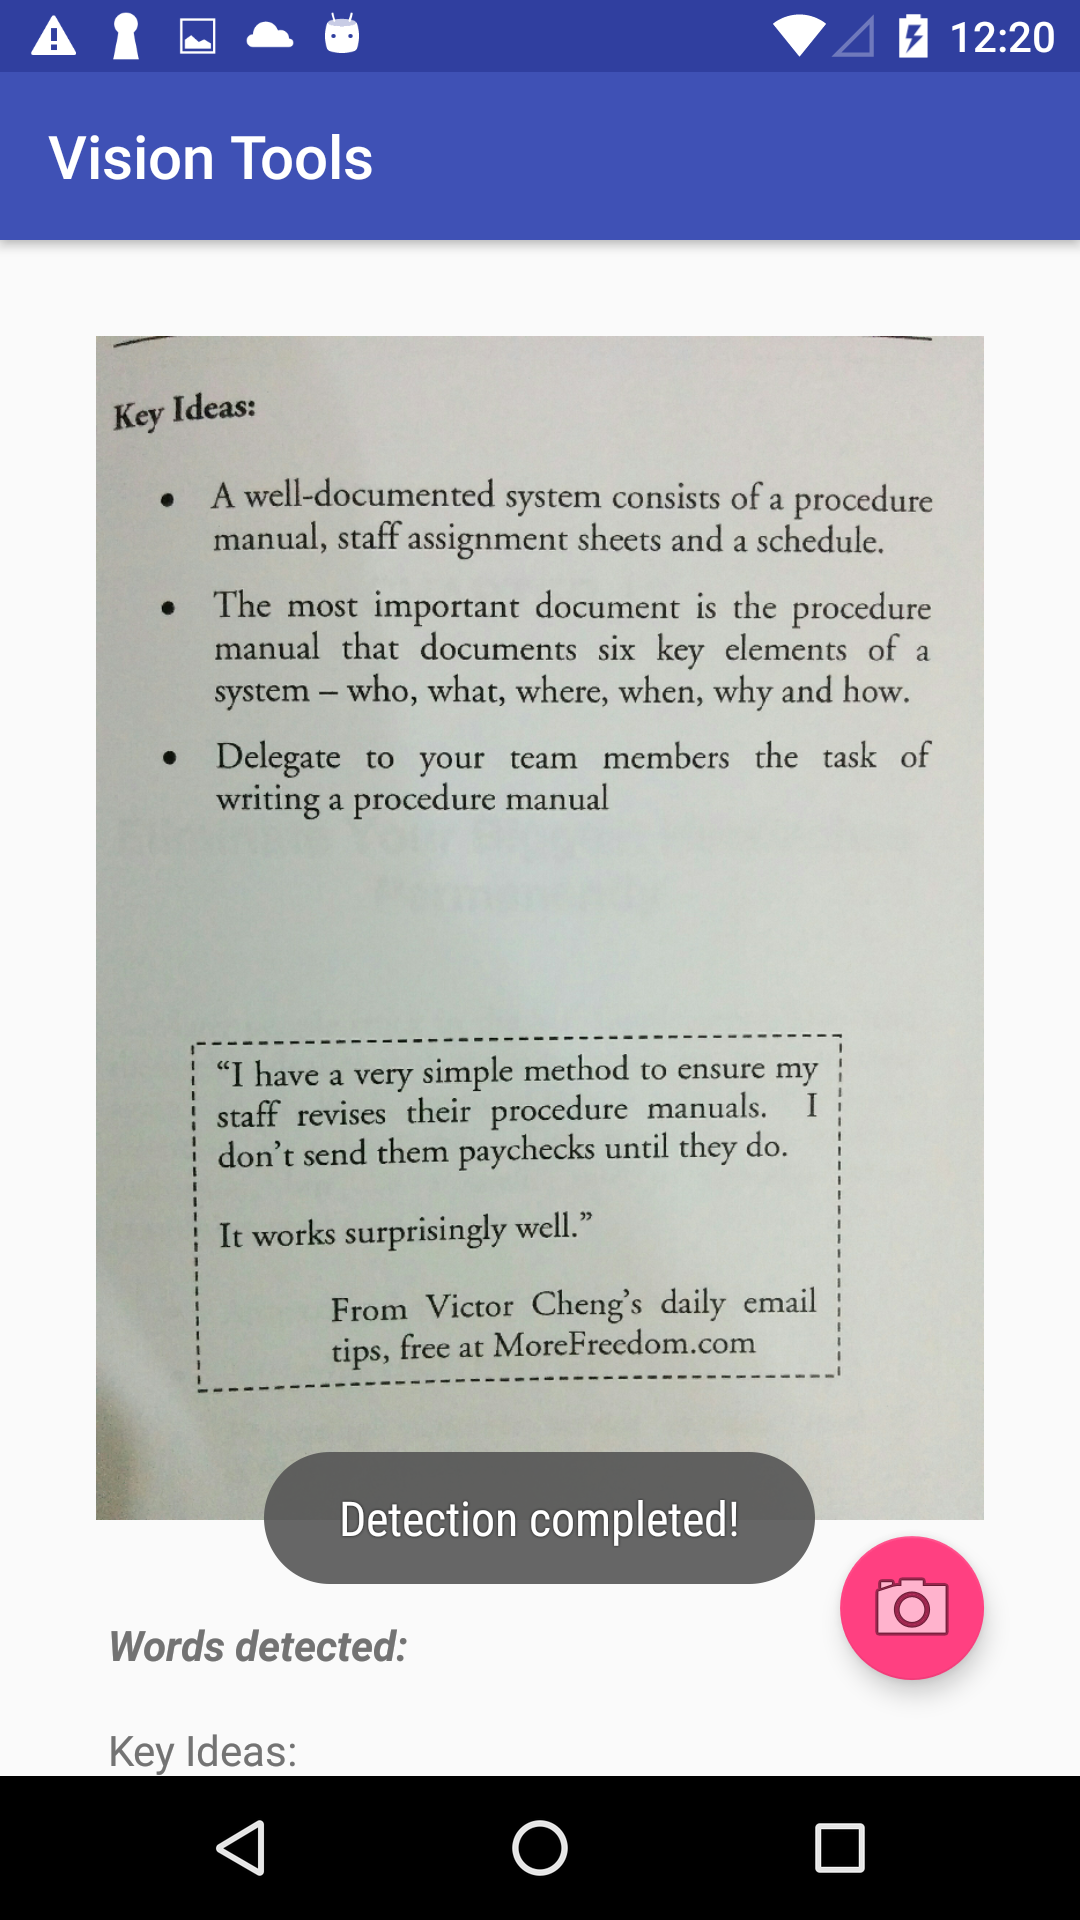 12:20
Vision Tools
Key Ideas:
• A well-documented system consists of a procedure
manual, staff assignment sheets and a schedule.
• The most important document is the procedure
manual that documents six key elements of a
system – who, what, where, when, why and how.
• Delegate to your team members the task of
writing a procedure manual
“I have a very simple method to ensure my
staff revises their procedure manuals. I
don’t send them paychecks until they do.
It works surprisingly well.”
From Victor Cheng’s daily email
tips, free at MoreFreedom.com
Detection completed!
Words detected:
Key Ideas: